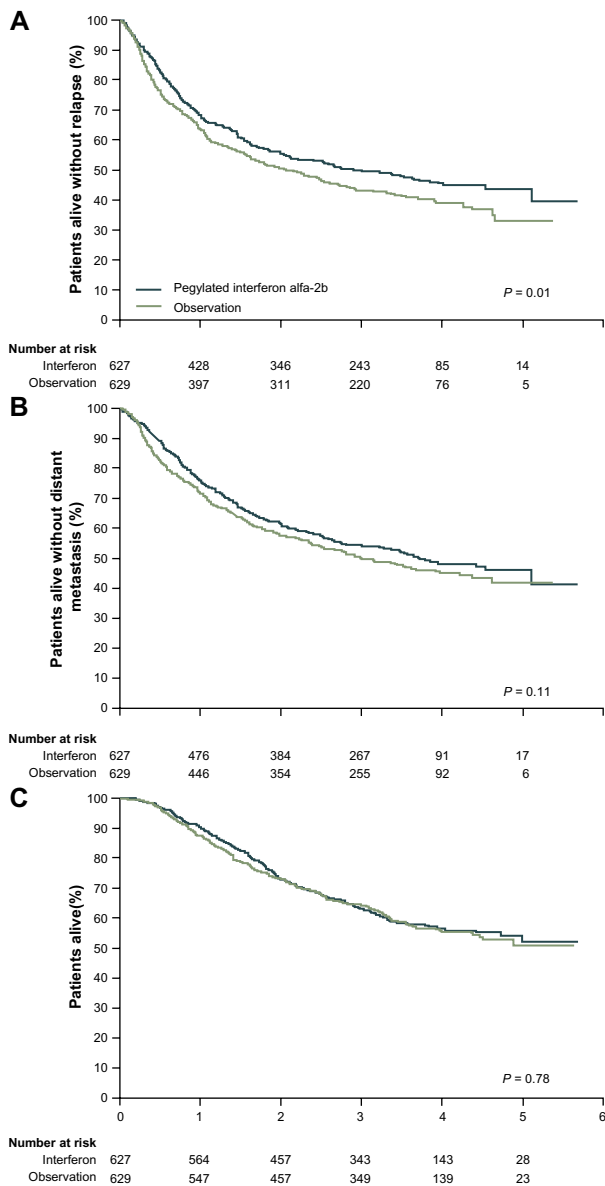 A
Patients alive without relapse (%)
100
90
80
70
60
50
40
30
20
10
0
Pegylated interferon alfa-2b
Observation
P = 0.01
Number at risk
Interferon 627 428 346 243 85 14
Observation 629 397 311 220 76 5
B
Patients alive without distant
metastasis (%)
100
90
80
70
60
50
40
30
20
10
0
P = 0.11
Number at risk
Interferon 627 476 384 267 91 17
Observation 629 446 354 255 92 6
C
Patients alive(%)
100
90
80
70
60
50
40
30
20
10
0
P = 0.78
0 1 2 3 4 5 6
Number at risk
Interferon 627 564 457 343 143 28
Observation 629 547 457 349 139 23